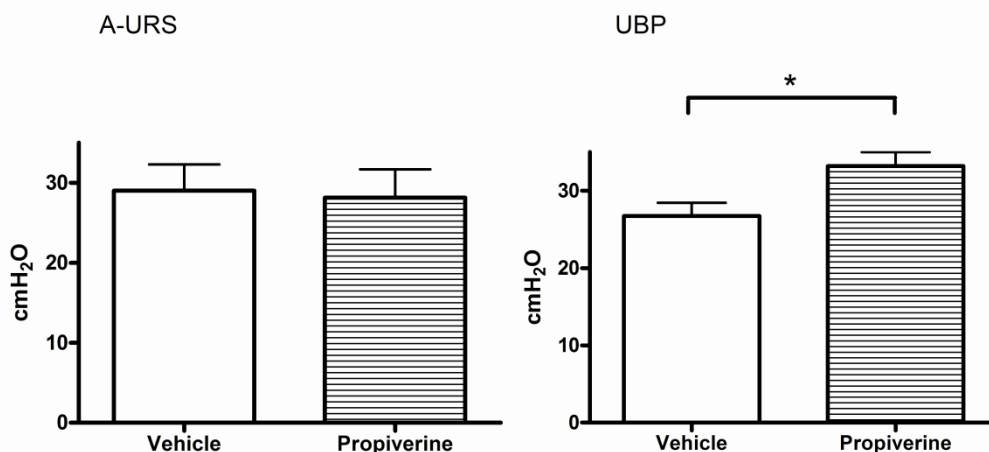 A-URS
cmH₂O
30
20
10
0
Vehicle
Propiverine
UBP
*
cmH₂O
30
20
10
0
Vehicle
Propiverine